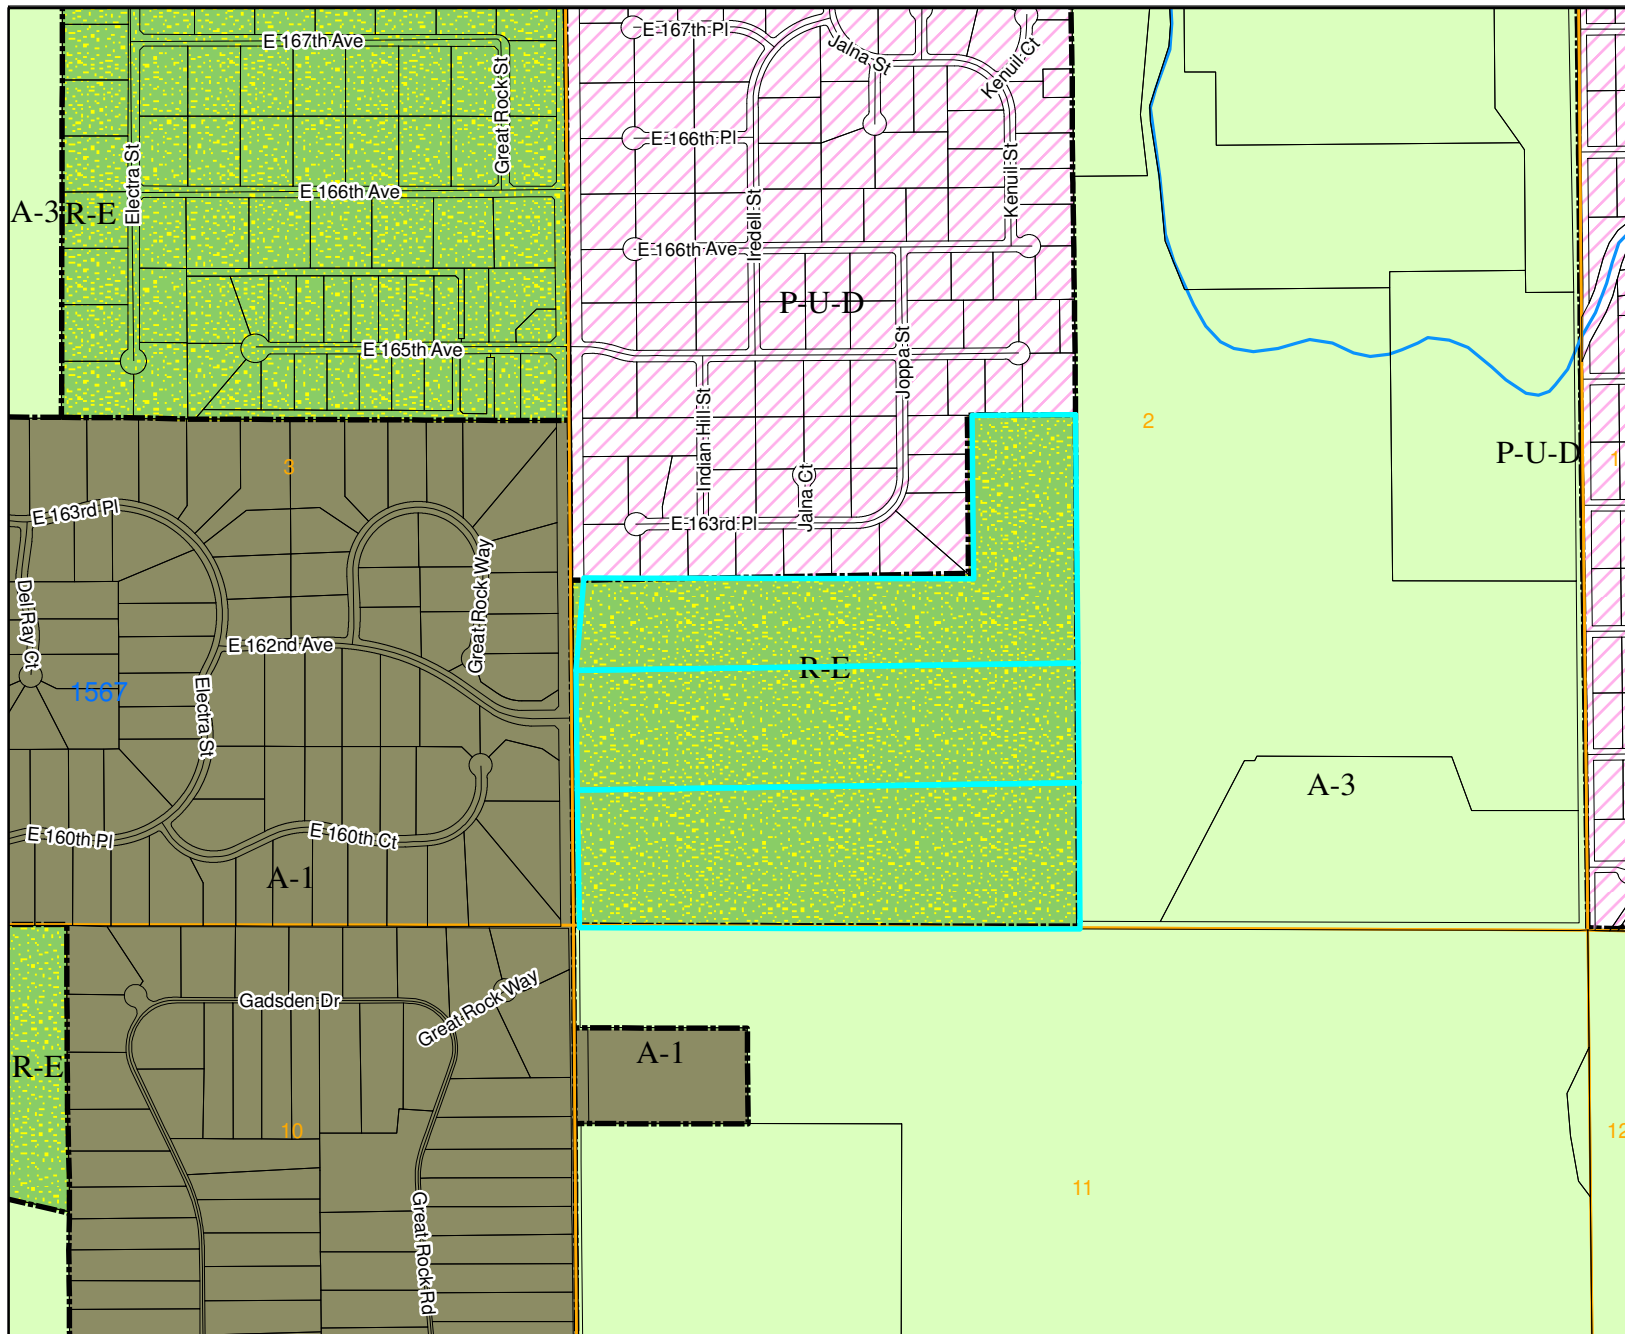 E 167th Ave
E 167th Pl
Jalna St
Kenuil Ct
Great Rock St
E 166th Pl
Electra St
E 166th Ave
Iredell St
Kenuil St
A-3
R-E
E 166th Ave
P-U-D
E 165th Ave
Joppa St
Indian Hill St
2
P-U-D
1
3
Jalna Ct
E 163rd Pl
E 163rd Pl
Great Rock Way
Del Ray Ct
E 162nd Ave
R-E
1567
Electra St
A-3
E 160th Pl
E 160th Ct
A-1
Gadsden Dr
Great Rock Way
A-1
R-E
10
12
11
Great Rock Rd